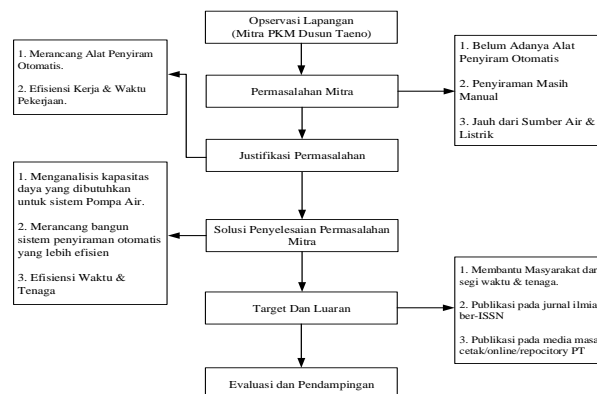 Opservasi Lapangan
(Mitra PKM Dusun Taeno)
1. Merancang Alat Penyiram
Otomatis.
2. Efisiensi Kerja & Waktu
Pekerjaan.
Permasalahan Mitra
1. Belum Adanya Alat
Penyiram Otomatis
2. Penyiraman Masih
Manual
3. Jauh dari Sumber Air &
Listrik
Justifikasi Permasalahan
1. Menganalisis kapasitas
daya yang dibutuhkan
untuk sistem Pompa Air.
2. Merancang bangun
sistem penyiraman otomatis
yang lebih efisien
3. Efisiensi Waktu &
Tenaga
Solusi Penyelesaian Permasalahan
Mitra
Target Dan Luaran
1. Membantu Masyarakat dar
segi waktu & tenaga.
2. Publikasi pada jurnal ilmia
ber-ISSN
3. Publikasi pada media masa
cetak/online/repocitory PT
Evaluasi dan Pendampingan